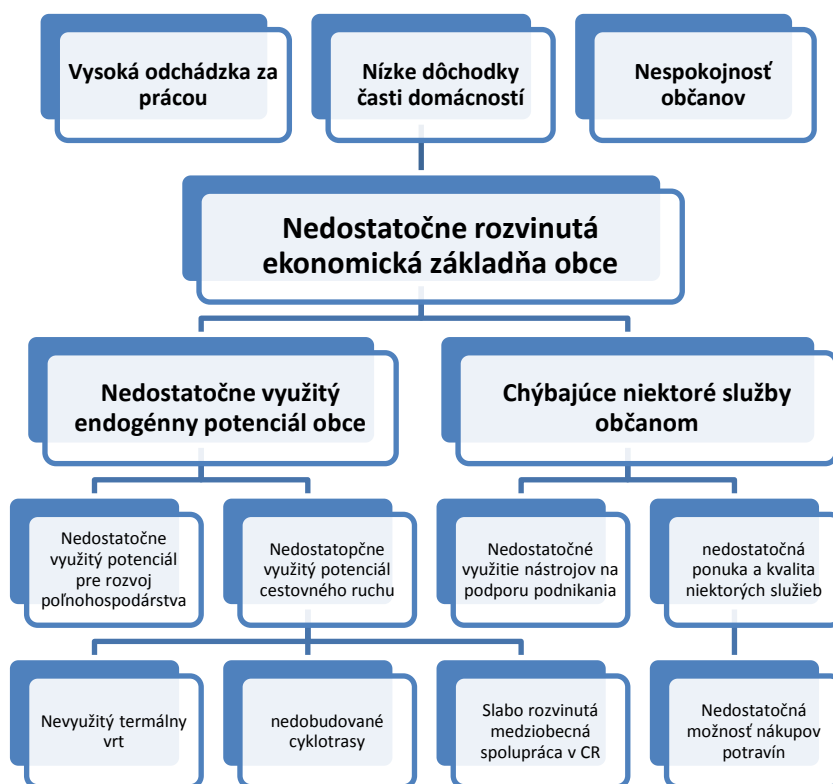 Vysoká odchádzka za
prácou
Nízke dôchodky
časti domácností
Nespokojnosť
občanov
Nedostatočne rozvinutá
ekonomická základňa obce
Nedostatočne využitý
endogénny potenciál obce
Chýbajúce niektoré služby
občanom
Nedostatočne
využitý potenciál
pre rozvoj
poľnohospodárstva
Nedostatopčne
využitý potenciál
cestovného ruchu
Nedostatočné
využitie nástrojov na
podporu podnikania
nedostatočná
ponuka a kvalita
niektorých služieb
Nevyužitý termálny
vrt
nedobudované
cyklotrasy
Slabo rozvinutá
medziobecná
spolupráca v CR
Nedostatočná
možnosť nákupov
potravín